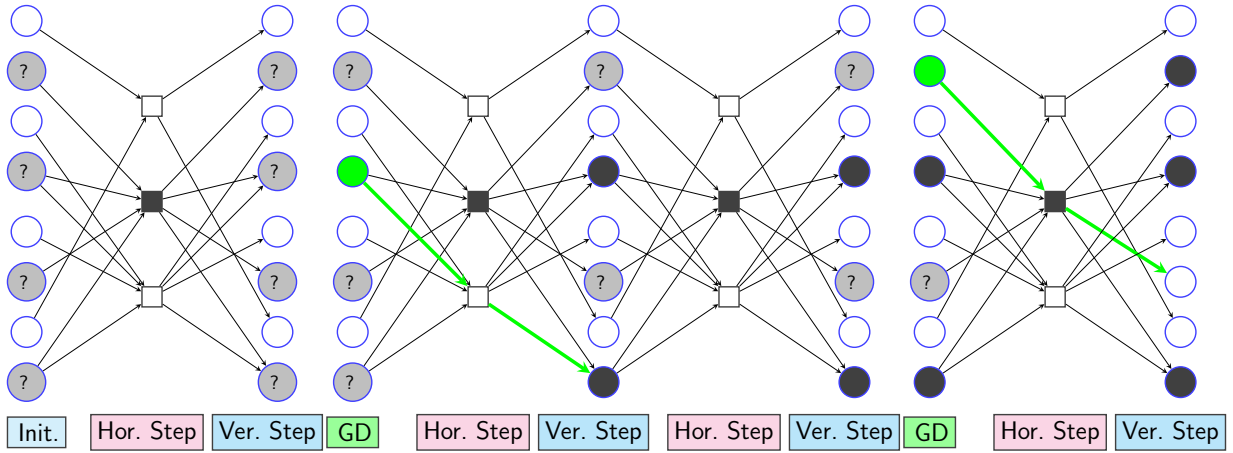 ? ? ? ? ?
? ?
? ? ? ? ? ?
? ? ?
Init. Hor. Step Ver. Step GD Hor. Step Ver. Step Hor. Step Ver. Step GD Hor. Step Ver. Step